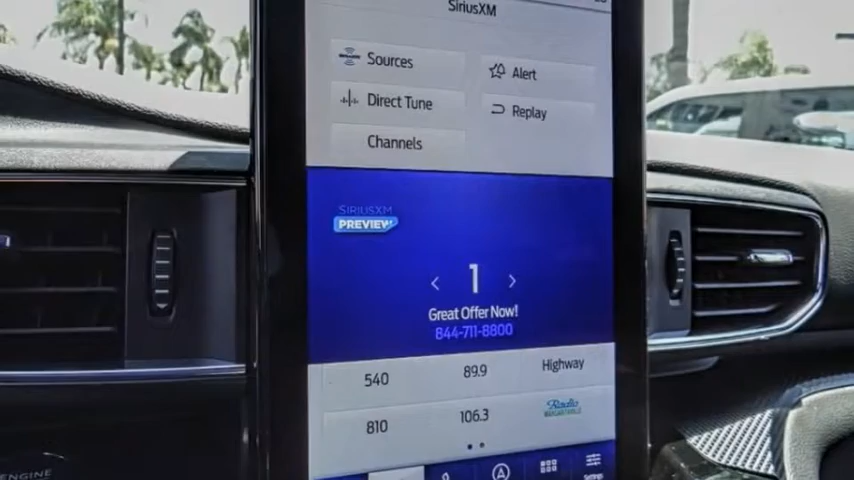 SiriusXM
Sources
Alert
Direct Tune
Replay
Channels
SIRIUSXM
PREVIEW
1
Great Offer Now!
844-711-8800
540
89.9
Highway
810
106.3
Radio
MARGARITAVILLE
ENGINE
Settings